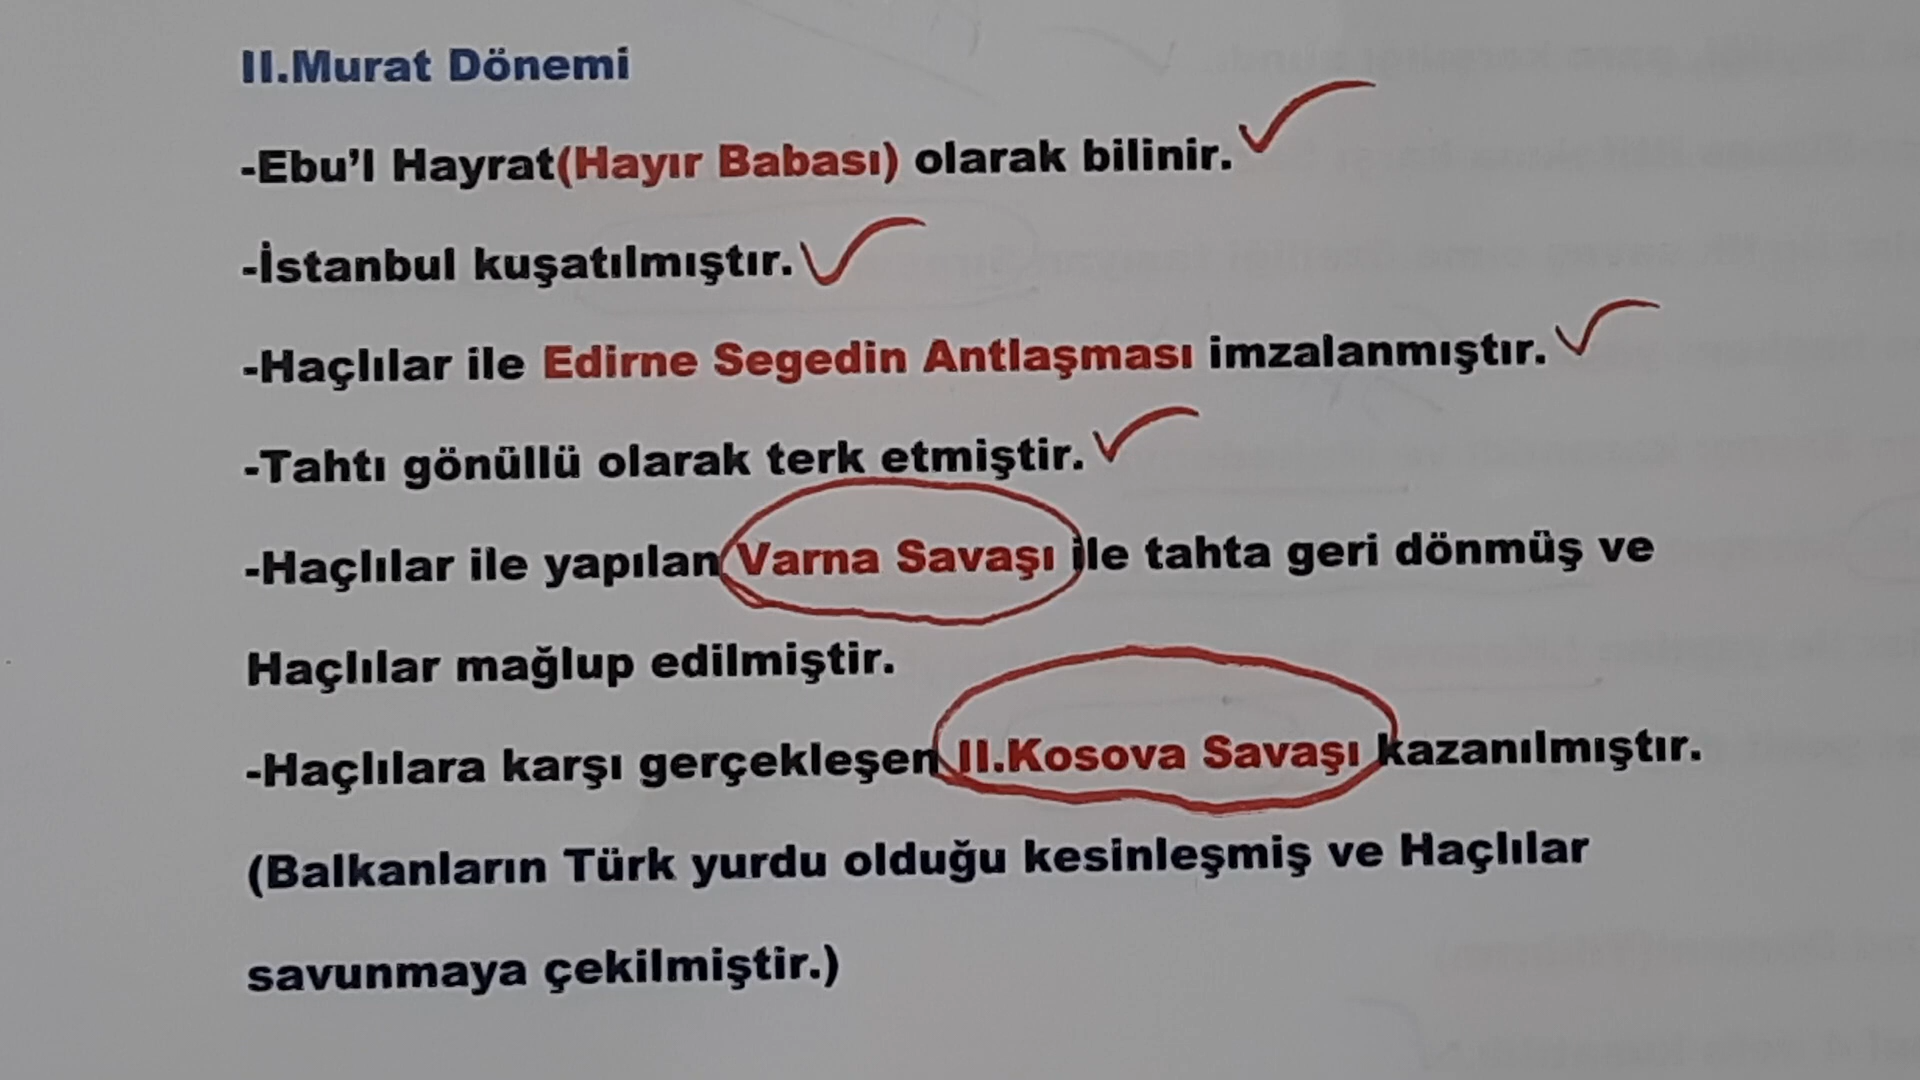 II.Murat Dönemi
-Ebu’l Hayrat(Hayır Babası) olarak bilinir.
-İstanbul kuşatılmıştır.
-Haçlılar ile Edirne Segedin Antlaşması imzalanmıştır.
-Tahtı gönüllü olarak terk etmiştir.
-Haçlılar ile yapılan Varna Savaşı ile tahta geri dönmüş ve
Haçlılar mağlup edilmiştir.
-Haçlılara karşı gerçekleşen II.Kosova Savaşı kazanılmıştır.
(Balkanların Türk yurdu olduğu kesinleşmiş ve Haçlılar
savunmaya çekilmiştir.)